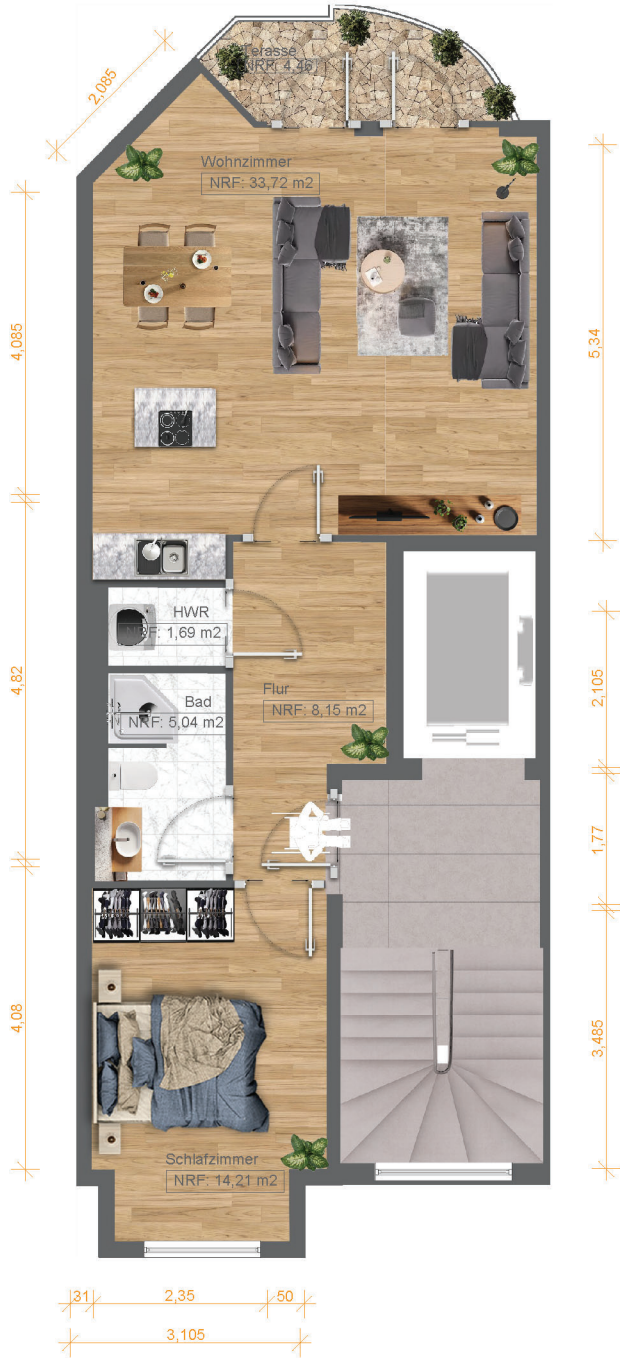 Terasse
NRF: 4,46
2,085
Wohnzimmer
NRF: 33,72 m2
4,085
5,34
HWR
NRF: 1,69 m2
4,82
2,105
Flur
NRF: 8,15 m2
Bad
NRF: 5,04 m2
1,77
4,08
3,485
Schlafzimmer
NRF: 14,21 m2
31 2,35 50
3,105